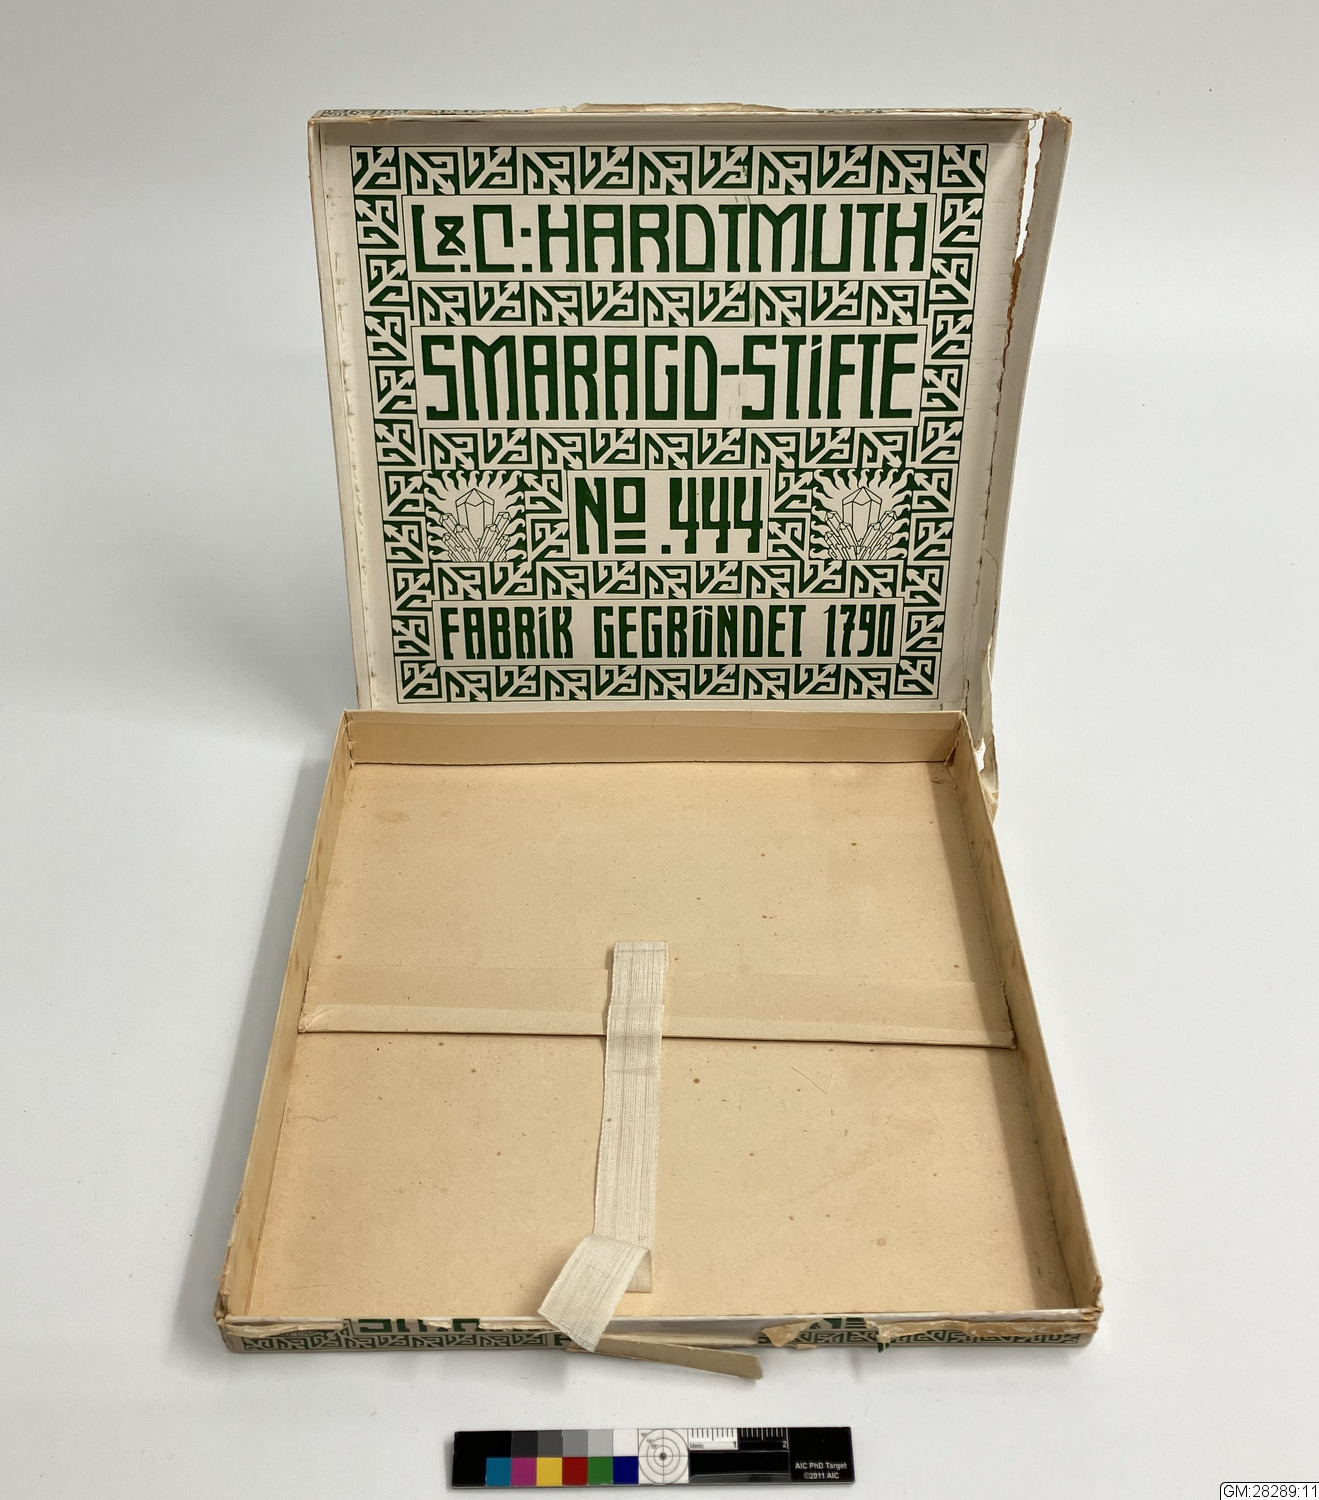 L.&C. HARDTMUTH
SMARAGD-STIFTE
No. 444
FABRIK GEGRÜNDET 1790
AIC PhD Target
©2011 AIC
GM:28289:11